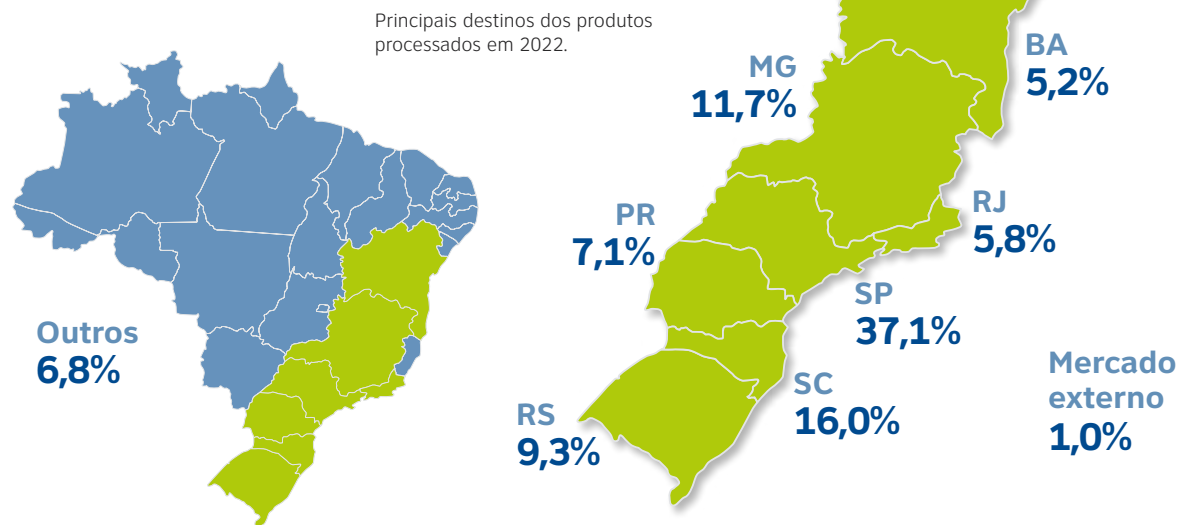 Principais destinos dos produtos
processados em 2022.
BA
5,2%
MG
11,7%
RJ
5,8%
PR
7,1%
SP
37,1%
Outros
6,8%
Mercado
externo
1,0%
SC
16,0%
RS
9,3%